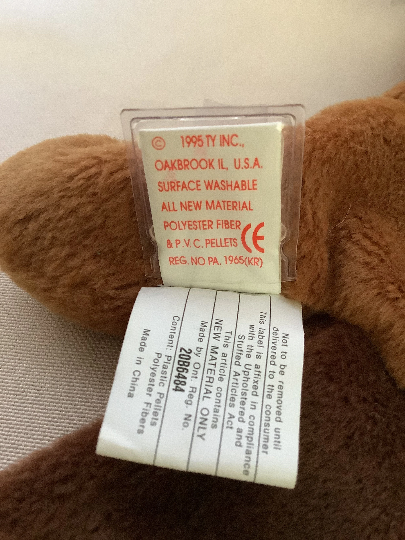 © 1995 TY INC.,
OAKBROOK IL, U.S.A.
SURFACE WASHABLE
ALL NEW MATERIAL
POLYESTER FIBER
& P.V.C. PELLETS CE
REG. NO PA. 1965(KR)
Not to be removed until
delivered to the consumer
This label is affixed in compliance
with the Upholstered and
Stuffed Articles Act
This article contains
NEW MATERIAL ONLY
Made by Ont. Reg. No.
20B6484
Content: Plastic Pellets
Polyester Fibers
Made in China